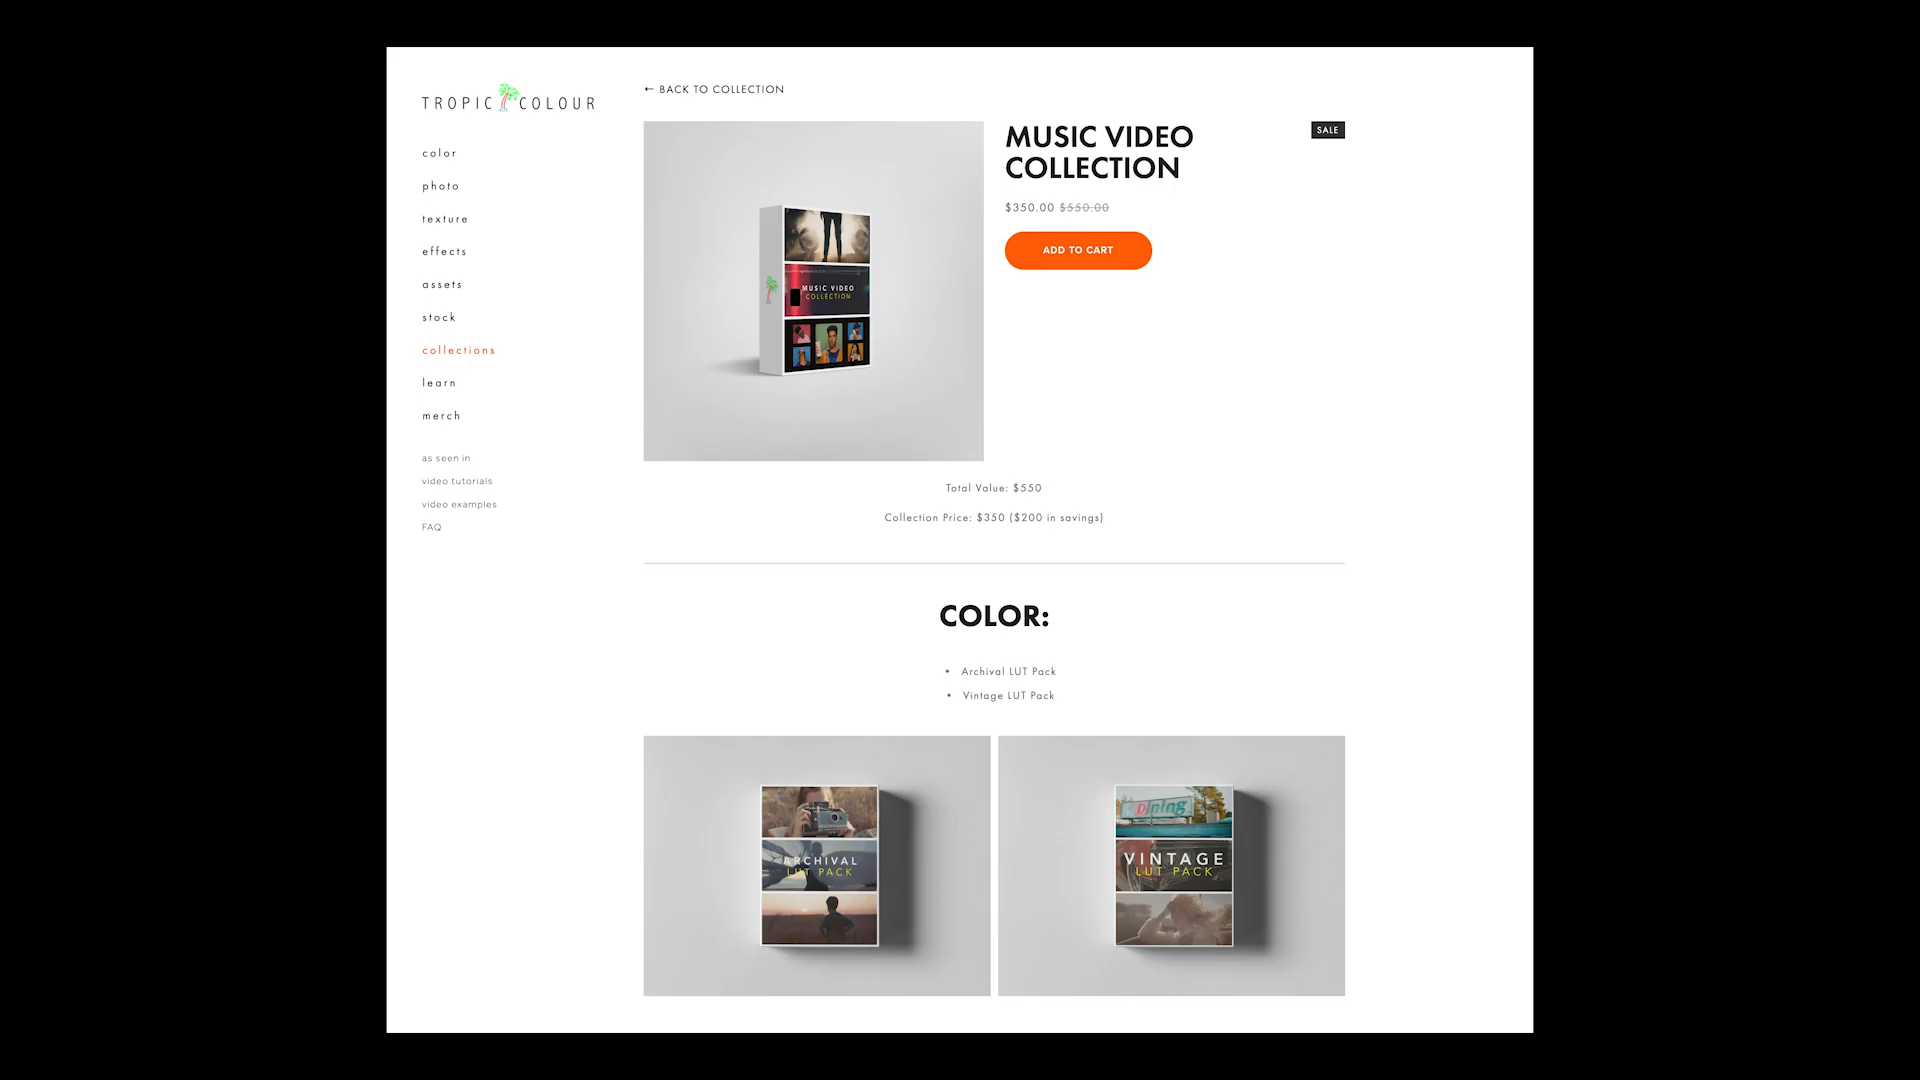 TROPIC COLOUR
color
photo
texture
effects
assets
stock
collections
learn
merch
as seen in
video tutorials
video examples
FAQ
← BACK TO COLLECTION
MUSIC VIDEO
COLLECTION
MUSIC VIDEO
COLLECTION
SALE
$350.00 $550.00
ADD TO CART
Total Value: $550
Collection Price: $350 ($200 in savings)
COLOR:
• Archival LUT Pack
• Vintage LUT Pack
ARCHIVAL
LUT PACK
piping
VINTAGE
LUT PACK